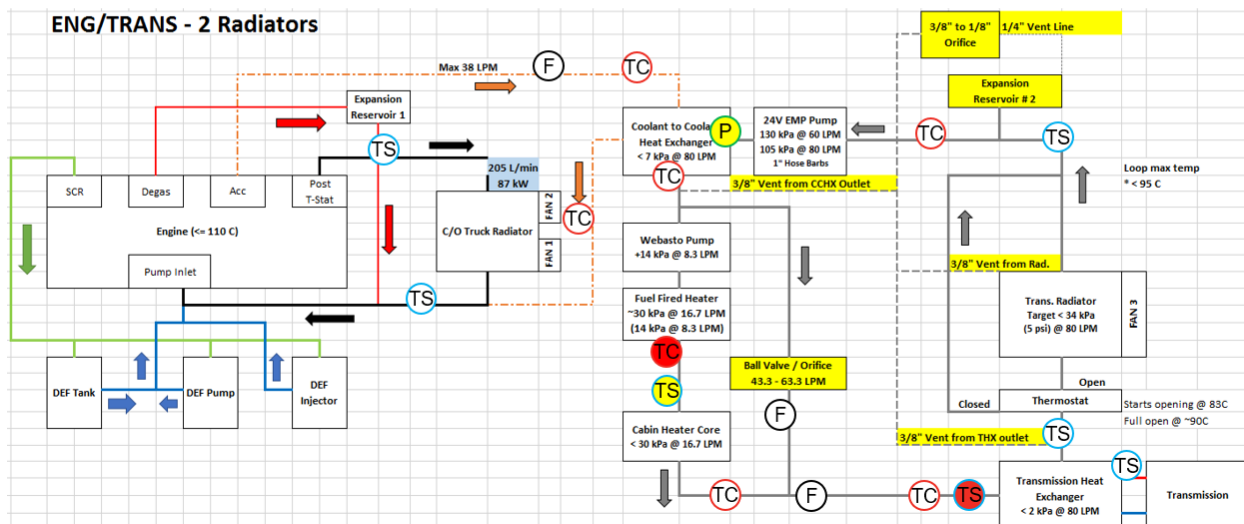 ENG/TRANS - 2 Radiators
3/8" to 1/8"
Orifice
1/4" Vent Line
Max 38 LPM
F
TC
Expansion
Reservoir 1
Expansion
Reservoir # 2
TS
Coolant to Coola
Heat Exchanger
< 7 kPa @ 80 LPM
P
24V EMP Pump
130 kPa @ 60 LPM
105 kPa @ 80 LPM
1" Hose Barbs
TC
TS
205 L/min
87 kW
TC
3/8" Vent from CCHX Outlet
Loop max temp
* < 95 C
SCR
Degas
Acc
Post
T-Stat
Engine (<= 110 C)
Pump Inlet
C/O Truck Radiator
FAN 2
FAN 1
TC
TS
Webasto Pump
+14 kPa @ 8.3 LPM
3/8" Vent from Rad.
Fuel Fired Heater
~30 kPa @ 16.7 LPM
(14 kPa @ 8.3 LPM)
TC
TS
Trans. Radiator
Target < 34 kPa
(5 psi) @ 80 LPM
FAN 3
DEF Tank
DEF Pump
DEF
Injector
Ball Valve / Orifice
43.3 - 63.3 LPM
F
Open
Closed
Thermostat
Starts opening @ 83C
Full open @ ~90C
Cabin Heater Core
< 30 kPa @ 16.7 LPM
3/8" Vent from THX outlet
TS
TS
TC
F
TC
TS
Transmission Heat
Exchanger
< 2 kPa @ 80 LPM
Transmission